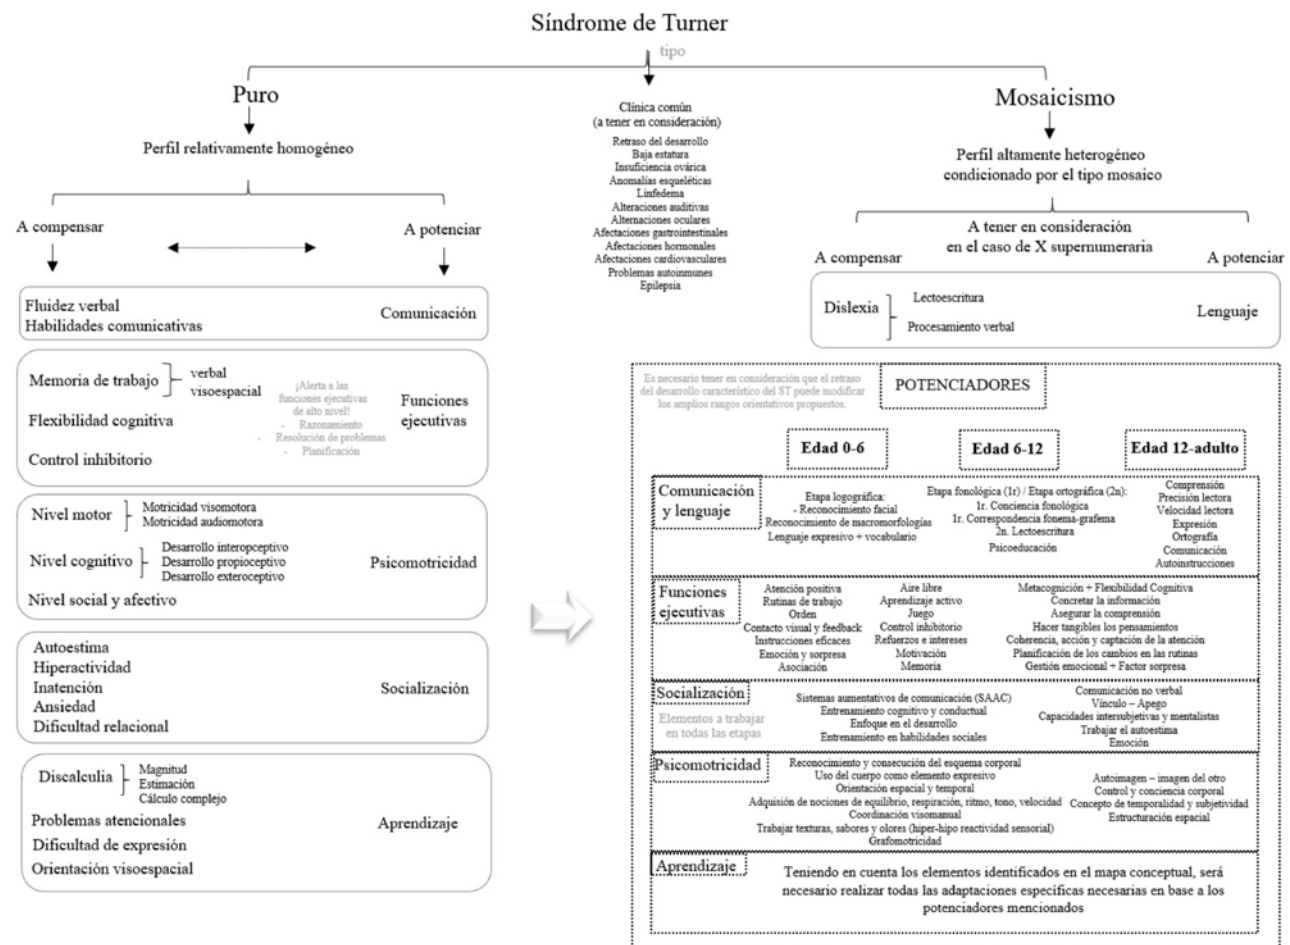 Síndrome de Turner
tipo
Puro
Perfil relativamente homogéneo
A compensar
A potenciar
Fluidez verbal
Habilidades comunicativas
Comunicación
Memoria de trabajo
verbal
visoespacial
Flexibilidad cognitiva
Control inhibitorio
¡Alerta a las
funciones ejecutivas
de alto nivel!
- Razonamiento
- Resolución de problemas
- Planificación
Funciones
ejecutivas
Nivel motor
Motricidad visomotora
Motricidad audiomotora
Nivel cognitivo
Desarrollo interopceptivo
Desarrollo propioceptivo
Desarrollo exteroceptivo
Nivel social y afectivo
Psicomotricidad
Autoestima
Hiperactividad
Inatención
Ansiedad
Dificultad relacional
Socialización
Discalculia
Magnitud
Estimación
Cálculo complejo
Problemas atencionales
Dificultad de expresión
Orientación visoespacial
Aprendizaje
Clínica común
(a tener en consideración)
Retraso del desarrollo
Baja estatura
Insuficiencia ovárica
Anomalías esqueléticas
Linfedema
Alteraciones auditivas
Alternaciones oculares
Afectaciones gastrointestinales
Afectaciones hormonales
Afectaciones cardiovasculares
Problemas autoinmunes
Epilepsia
Mosaicismo
Perfil altamente heterogéneo
condicionado por el tipo mosaico
A tener en consideración
en el caso de X supernumeraria
A compensar
A potenciar
Dislexia
Lectoescritura
Procesamiento verbal
Lenguaje
Es necesario tener en consideración que el retraso
del desarrollo característico del ST puede modificar
los amplios rangos orientativos propuestos.
POTENCIADORES
Edad 0-6
Edad 6-12
Edad 12-adulto
Comunicación
y lenguaje
Etapa logográfica:
- Reconocimiento facial
Reconocimiento de macromorfologías
Lenguaje expresivo + vocabulario
Etapa fonológica (1r) / Etapa ortográfica (2n):
1r. Conciencia fonológica
1r. Correspondencia fonema-grafema
2n. Lectoescritura
Psicoeducación
Comprensión
Precisión lectora
Velocidad lectora
Expresión
Ortografía
Comunicación
Autoinstrucciones
Funciones
ejecutivas
Atención positiva
Rutinas de trabajo
Orden
Contacto visual y feedback
Instrucciones eficaces
Emoción y sorpresa
Asociación
Aire libre
Aprendizaje activo
Juego
Control inhibitorio
Refuerzos e intereses
Motivación
Memoria
Metacognición + Flexibilidad Cognitiva
Concretar la información
Asegurar la comprensión
Hacer tangibles los pensamientos
Coherencia, acción y captación de la atención
Planificación de los cambios en las rutinas
Gestión emocional + Factor sorpresa
Socialización
Elementos a trabajar
en todas las etapas
Sistemas aumentativos de comunicación (SAAC)
Entrenamiento cognitivo y conductual
Enfoque en el desarrollo
Entrenamiento en habilidades sociales
Comunicación no verbal
Vínculo – Apego
Capacidades intersubjetivas y mentalistas
Trabajar el autoestima
Emoción
Psicomotricidad
Reconocimiento y consecución del esquema corporal
Uso del cuerpo como elemento expresivo
Orientación espacial y temporal
Adquisión de nociones de equilibrio, respiración, ritmo, tono, velocidad
Coordinación visomanual
Trabajar texturas, sabores y olores (hiper-hipo reactividad sensorial)
Grafomotricidad
Autoimagen – imagen del otro
Control y conciencia corporal
Concepto de temporalidad y subjetividad
Estructuración espacial
Aprendizaje
Teniendo en cuenta los elementos identificados en el mapa conceptual, será
necesario realizar todas las adaptaciones específicas necesarias en base a los
potenciadores mencionados